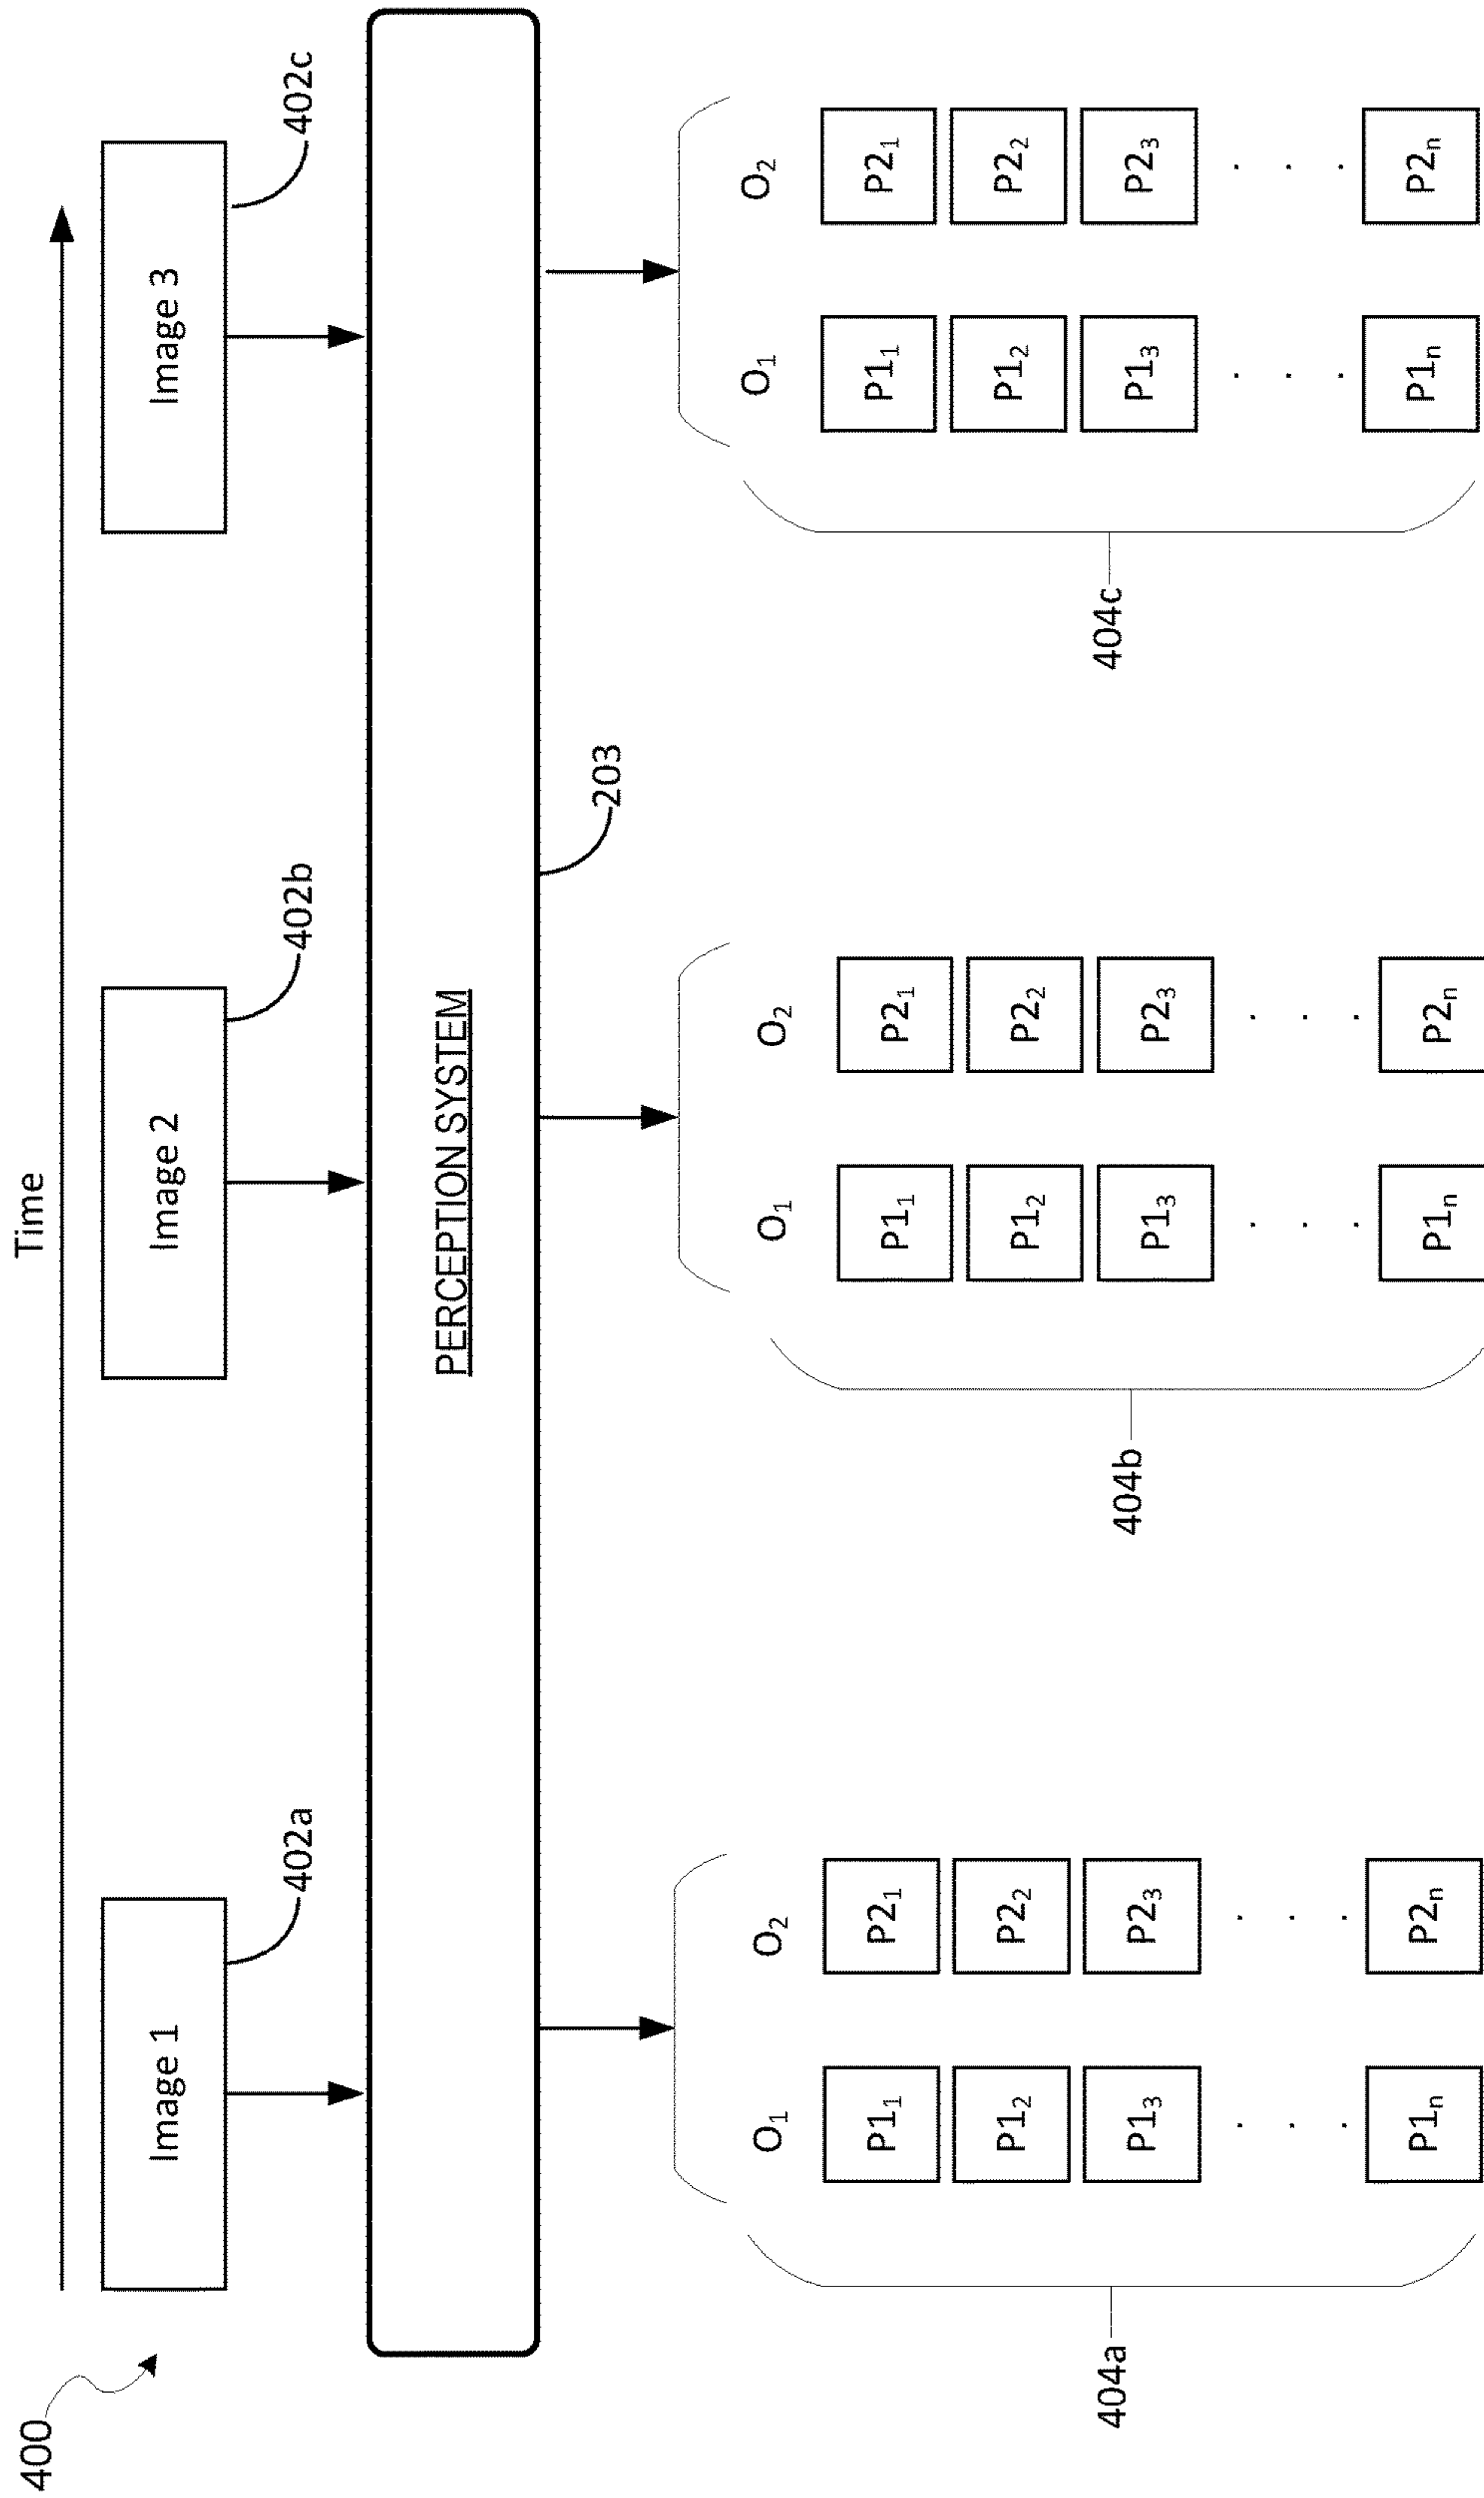 400
Time
Image 1
Image 2
Image 3
402a
402b
402c
PERCEPTION SYSTEM
203
O₁ O₂
P1₁ P2₁
P1₂ P2₂
P1₃ P2₃
. .
. .
. .
P1ₙ P2ₙ
404a
O₁ O₂
P1₁ P2₁
P1₂ P2₂
P1₃ P2₃
. .
. .
. .
P1ₙ P2ₙ
404b
O₁ O₂
P1₁ P2₁
P1₂ P2₂
P1₃ P2₃
. .
. .
. .
P1ₙ P2ₙ
404c